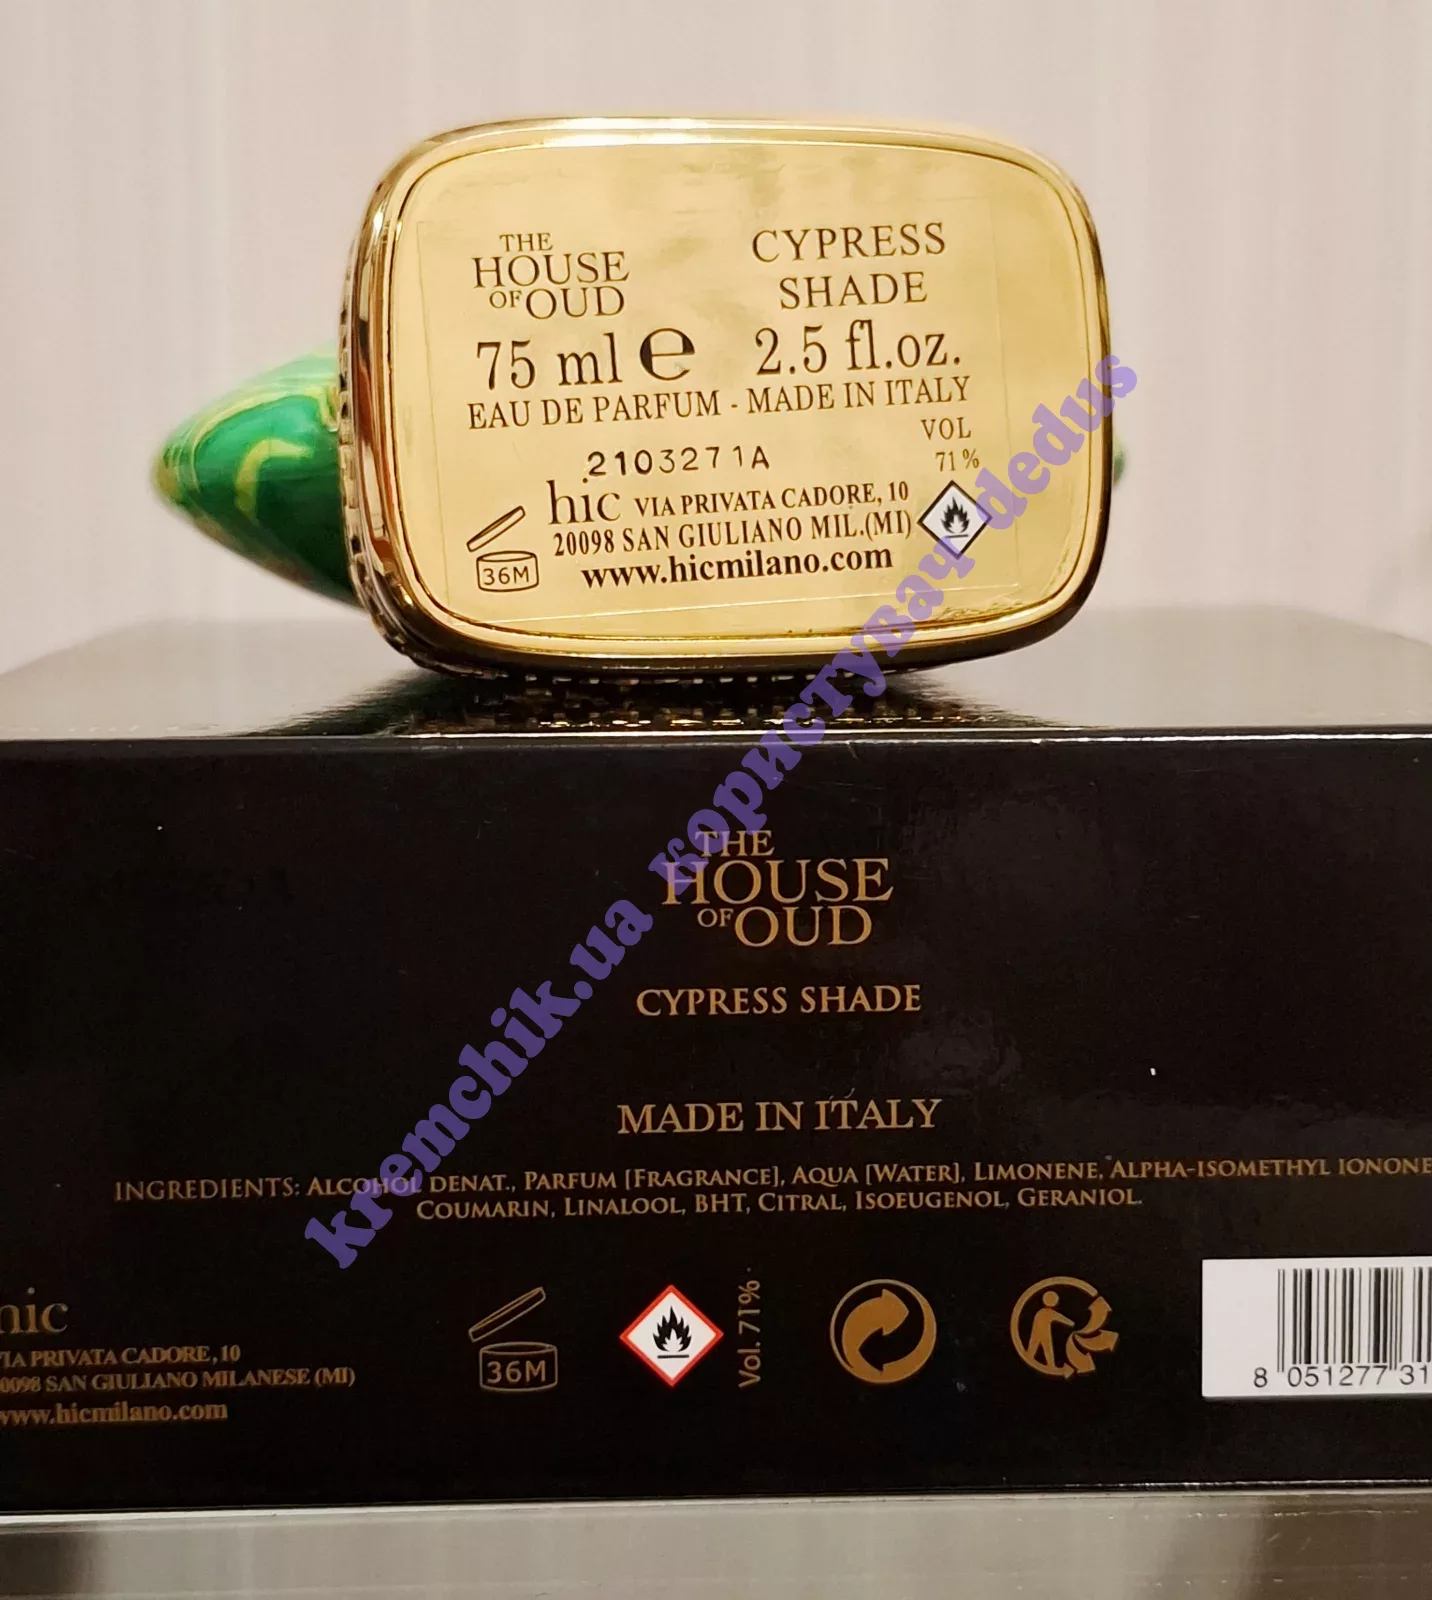 THE
HOUSE
OF OUD
CYPRESS
SHADE
75 ml e 2.5 fl.oz.
EAU DE PARFUM - MADE IN ITALY
VOL
71%
2103271A
hic VIA PRIVATA CADORE, 10
20098 SAN GIULIANO MIL.(MI)
www.hicmilano.com
36M
kremchik.ua користувач dedus
THE
HOUSE
OF OUD
CYPRESS SHADE
MADE IN ITALY
INGREDIENTS: ALCOHOL DENAT., PARFUM [FRAGRANCE], AQUA [WATER], LIMONENE, ALPHA-ISOMETHYL IONONE
COUMARIN, LINALOOL, BHT, CITRAL, ISOEUGENOL, GERANIOL.
hic
VIA PRIVATA CADORE, 10
0098 SAN GIULIANO MILANESE (MI)
www.hicmilano.com
36M
Vol. 71%
8 051277 31